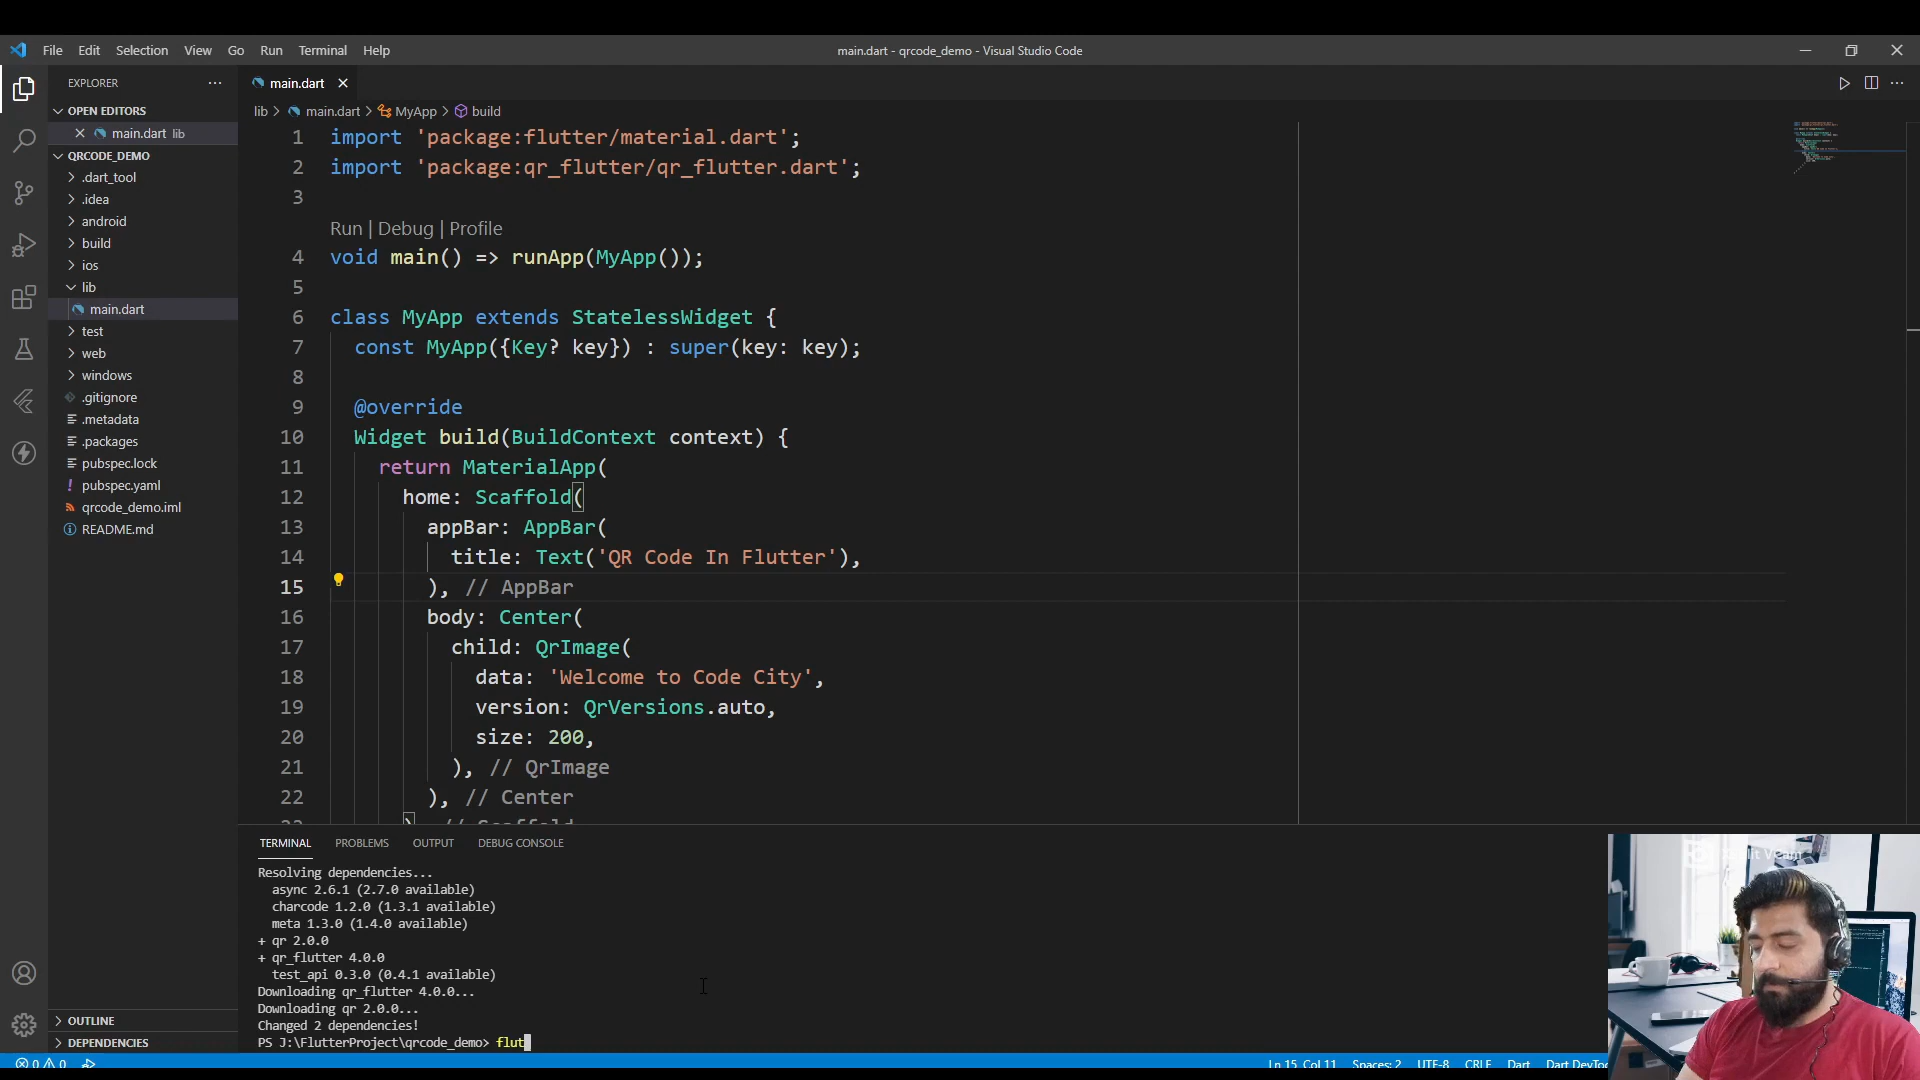 File Edit Selection View Go Run Terminal Help
main.dart - qrcode_demo - Visual Studio Code
EXPLORER
main.dart
OPEN EDITORS
main.dart lib
QRCODE_DEMO
.dart_tool
.idea
android
build
ios
lib
main.dart
test
web
windows
.gitignore
.metadata
.packages
pubspec.lock
pubspec.yaml
qrcode_demo.iml
README.md
OUTLINE
DEPENDENCIES
lib > main.dart > MyApp > build
1 import 'package:flutter/material.dart';
2 import 'package:qr_flutter/qr_flutter.dart';
3
Run | Debug | Profile
4 void main() => runApp(MyApp());
5
6 class MyApp extends StatelessWidget {
7 const MyApp({Key? key}) : super(key: key);
8
9 @override
10 Widget build(BuildContext context) {
11 return MaterialApp(
12 home: Scaffold(
13 appBar: AppBar(
14 title: Text('QR Code In Flutter'),
15 ), // AppBar
16 body: Center(
17 child: QrImage(
18 data: 'Welcome to Code City',
19 version: QrVersions.auto,
20 size: 200,
21 ), // QrImage
22 ), // Center
23 ), // Scaffold
TERMINAL PROBLEMS OUTPUT DEBUG CONSOLE
Resolving dependencies...
async 2.6.1 (2.7.0 available)
charcode 1.2.0 (1.3.1 available)
meta 1.3.0 (1.4.0 available)
+ qr 2.0.0
+ qr_flutter 4.0.0
test_api 0.3.0 (0.4.1 available)
Downloading qr_flutter 4.0.0...
Downloading qr 2.0.0...
Changed 2 dependencies!
PS J:\FlutterProject\qrcode_demo> flut
0 0 Ln 15, Col 11 Spaces: 2 UTF-8 CRLF Dart Dart DevToo